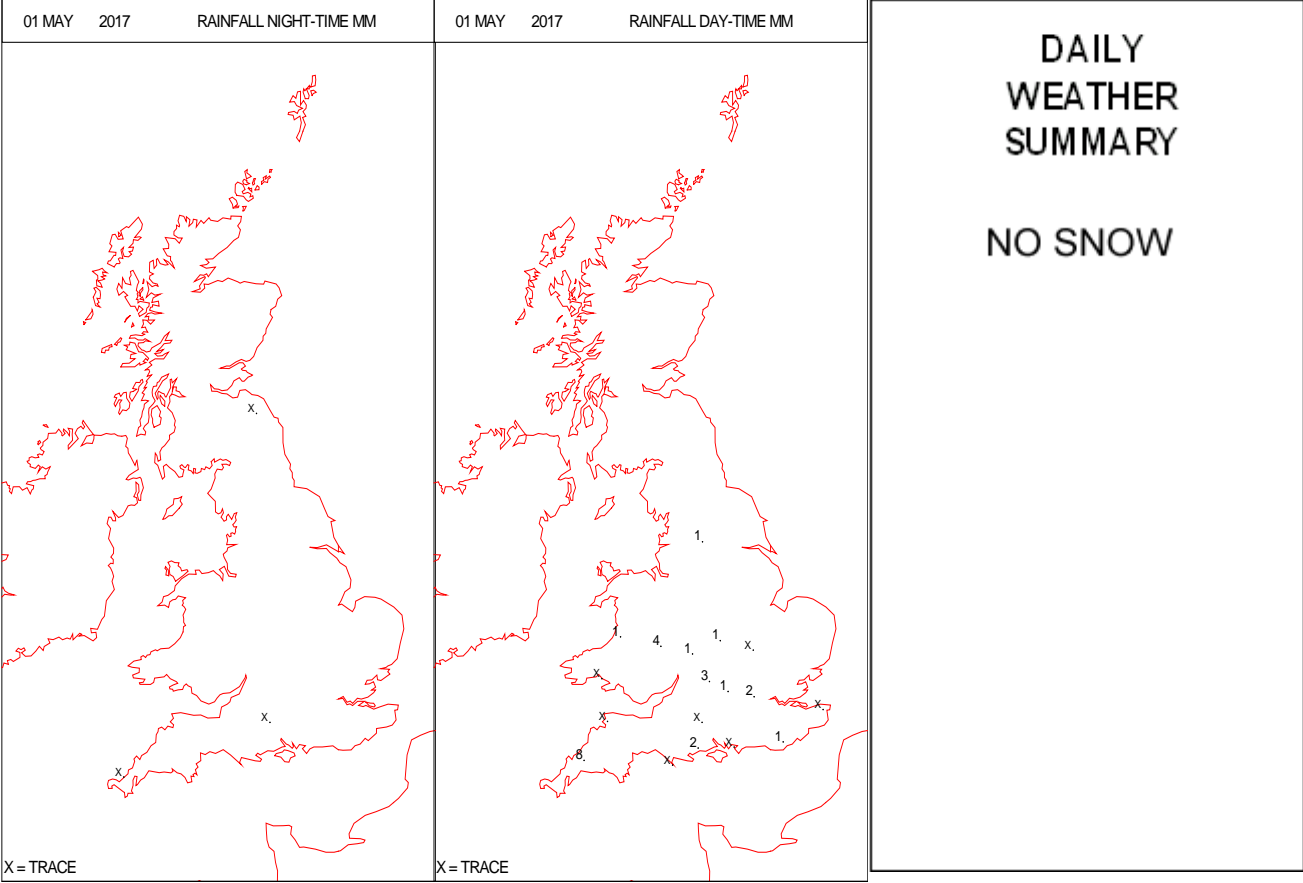 01 MAY 2017 RAINFALL NIGHT-TIME MM
X.
X.
X.
X = TRACE
01 MAY 2017 RAINFALL DAY-TIME MM
1.
1.
4.
1.
1.
X.
X.
3.
1.
2.
X.
X.
X.
8.
2.
X.
X.
1.
X = TRACE
DAILY
WEATHER
SUMMARY
NO SNOW